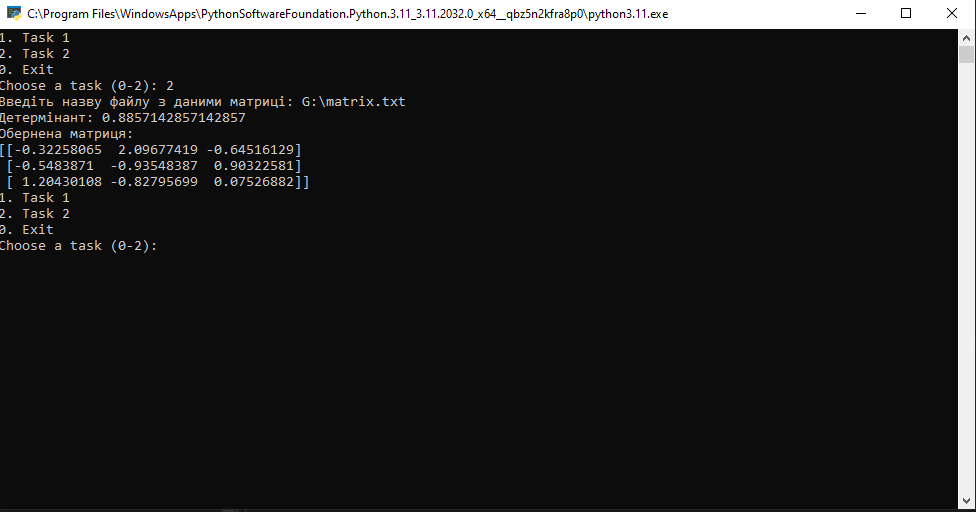 C:\Program Files\WindowsApps\PythonSoftwareFoundation.Python.3.11_3.11.2032.0_x64__qbz5n2kfra8p0\python3.11.exe
1. Task 1
2. Task 2
0. Exit
Choose a task (0-2): 2
Введіть назву файлу з даними матриці: G:\matrix.txt
Детермінант: 0.8857142857142857
Обернена матриця:
[[-0.32258065  2.09677419 -0.64516129]
 [-0.5483871  -0.93548387  0.90322581]
 [ 1.20430108 -0.82795699  0.07526882]]
1. Task 1
2. Task 2
0. Exit
Choose a task (0-2):